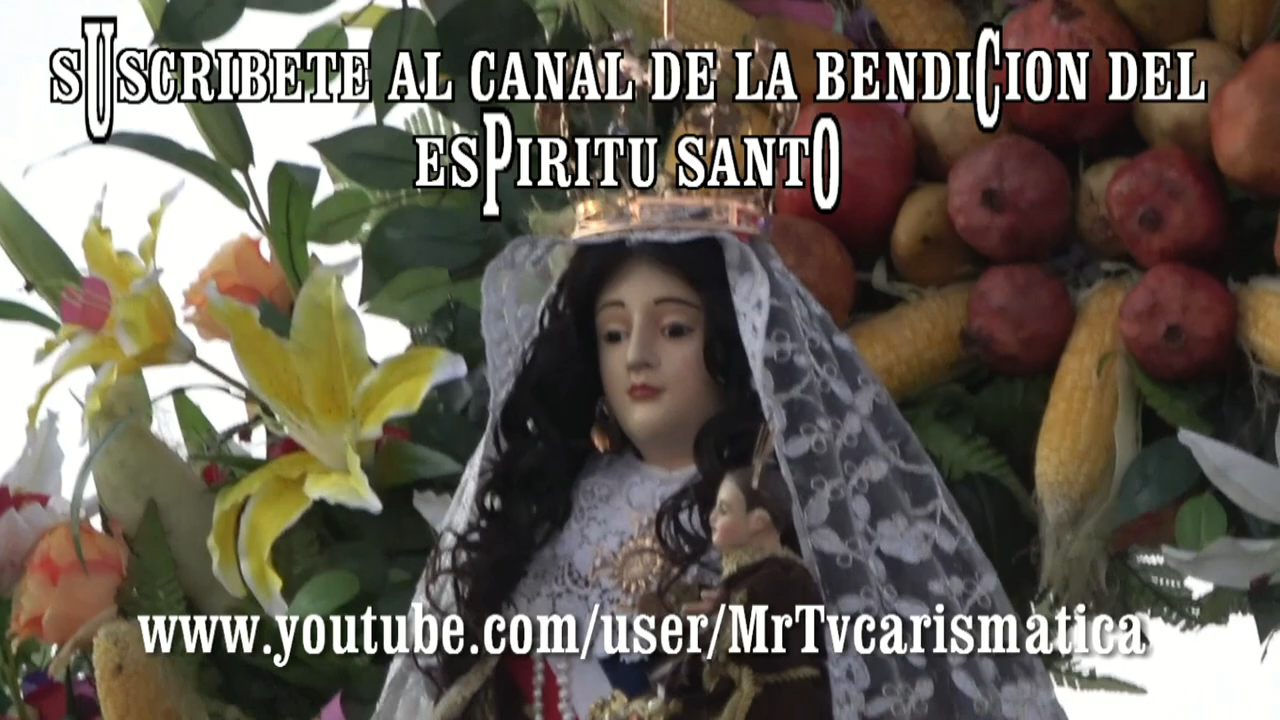 SUSCRIBETE AL CANAL DE LA BENDICION DEL
ESPIRITU SANTO
www.youtube.com/user/MrTvcarismatica